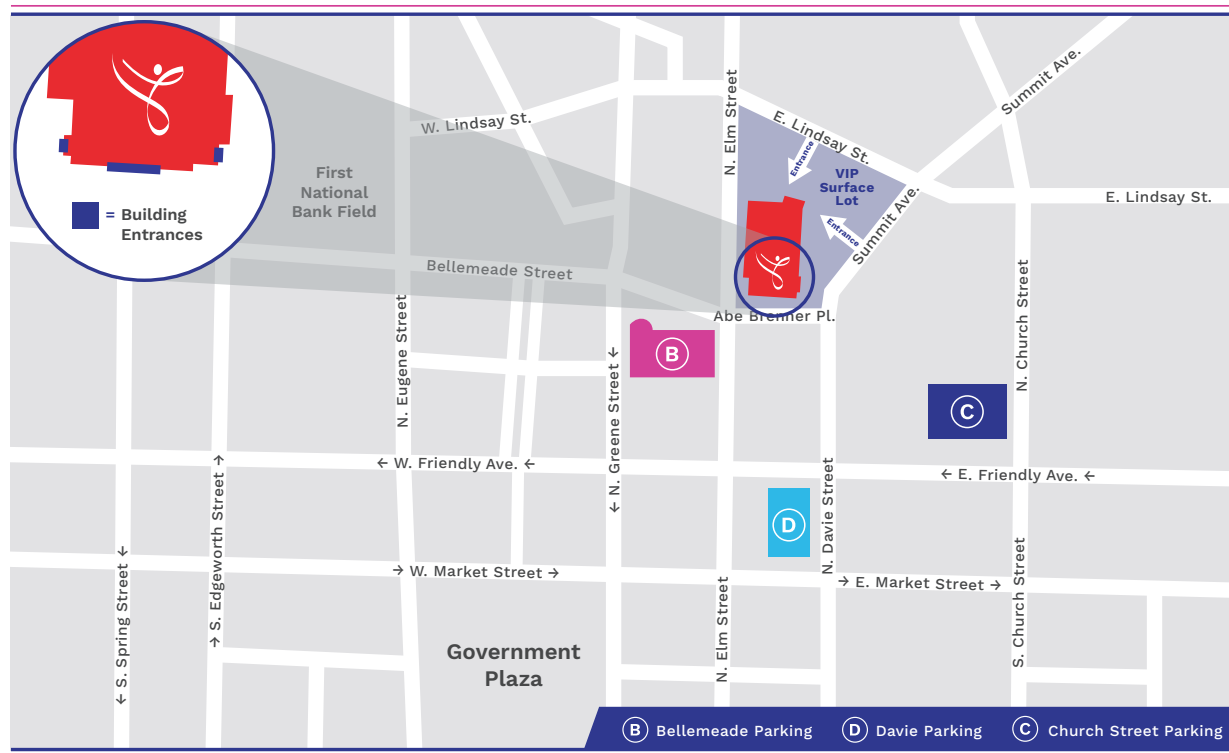 = Building
Entrances
First
National
Bank Field
W. Lindsay St.
N. Elm Street
E. Lindsay St.
Summit Ave.
Entrance
VIP
Surface
Lot
Entrance
Summit Ave.
E. Lindsay St.
Bellemeade Street
Abe Brenner Pl.
N. Eugene Street
B
← N. Greene Street →
N. Church Street
C
← W. Friendly Ave. ←
← E. Friendly Ave. ←
S. Edgeworth Street →
→
D
N. Davie Street
← S. Spring Street ←
→ W. Market Street →
→ E. Market Street →
N. Elm Street
S. Church Street
Government
Plaza
B Bellemeade Parking
D Davie Parking
C Church Street Parking